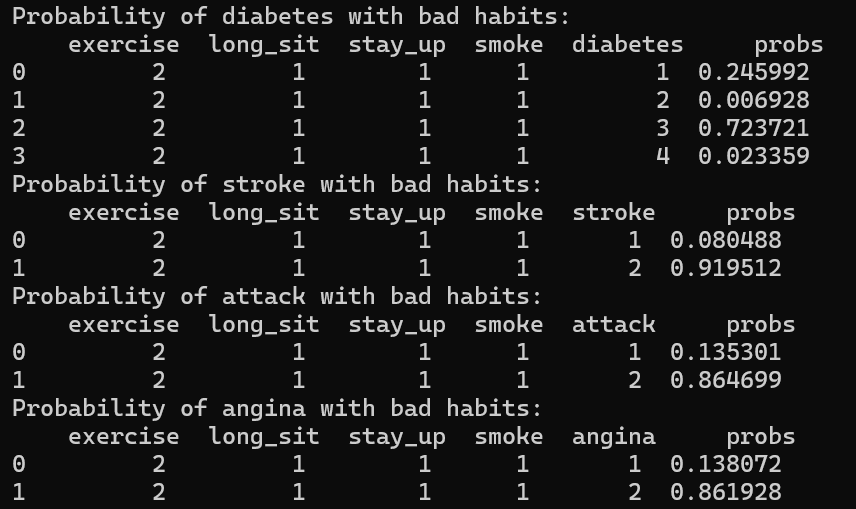 Probability of diabetes with bad habits:
    exercise  long_sit  stay_up  smoke  diabetes     probs
0         2         1        1      1         1  0.245992
1         2         1        1      1         2  0.006928
2         2         1        1      1         3  0.723721
3         2         1        1      1         4  0.023359
Probability of stroke with bad habits:
    exercise  long_sit  stay_up  smoke  stroke     probs
0         2         1        1      1       1  0.080488
1         2         1        1      1       2  0.919512
Probability of attack with bad habits:
    exercise  long_sit  stay_up  smoke  attack     probs
0         2         1        1      1       1  0.135301
1         2         1        1      1       2  0.864699
Probability of angina with bad habits:
    exercise  long_sit  stay_up  smoke  angina     probs
0         2         1        1      1       1  0.138072
1         2         1        1      1       2  0.861928